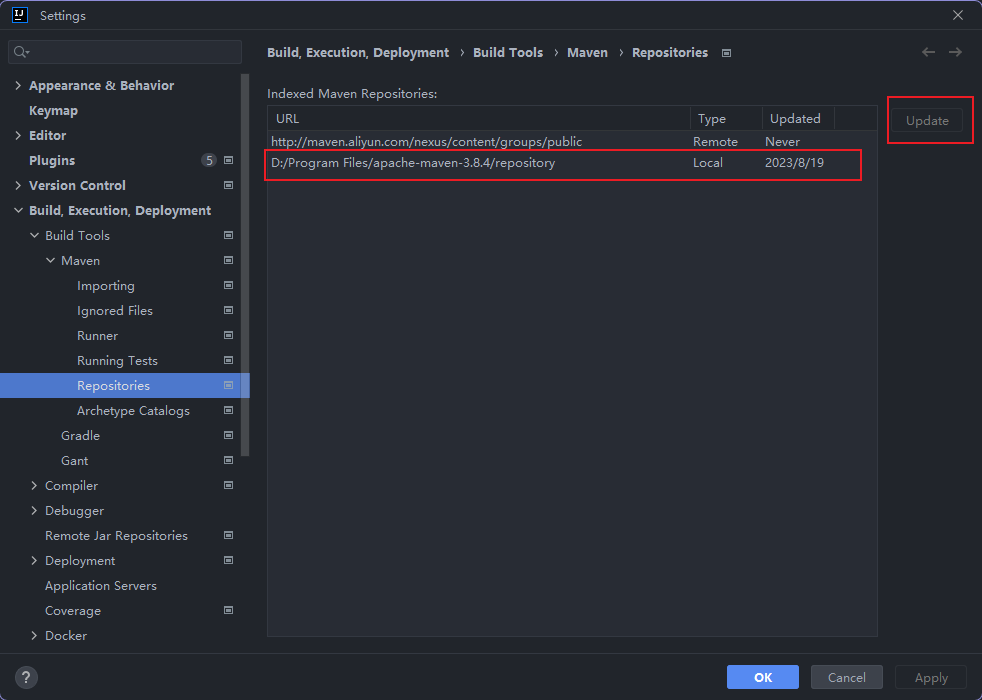 IJ Settings
Build, Execution, Deployment › Build Tools › Maven › Repositories
Appearance & Behavior
Keymap
Editor
Plugins 5
Version Control
Build, Execution, Deployment
Build Tools
Maven
Importing
Ignored Files
Runner
Running Tests
Repositories
Archetype Catalogs
Gradle
Gant
Compiler
Debugger
Remote Jar Repositories
Deployment
Application Servers
Coverage
Docker
Indexed Maven Repositories:
URL Type Updated
http://maven.aliyun.com/nexus/content/groups/public Remote Never
D:/Program Files/apache-maven-3.8.4/repository Local 2023/8/19
Update
? OK Cancel Apply